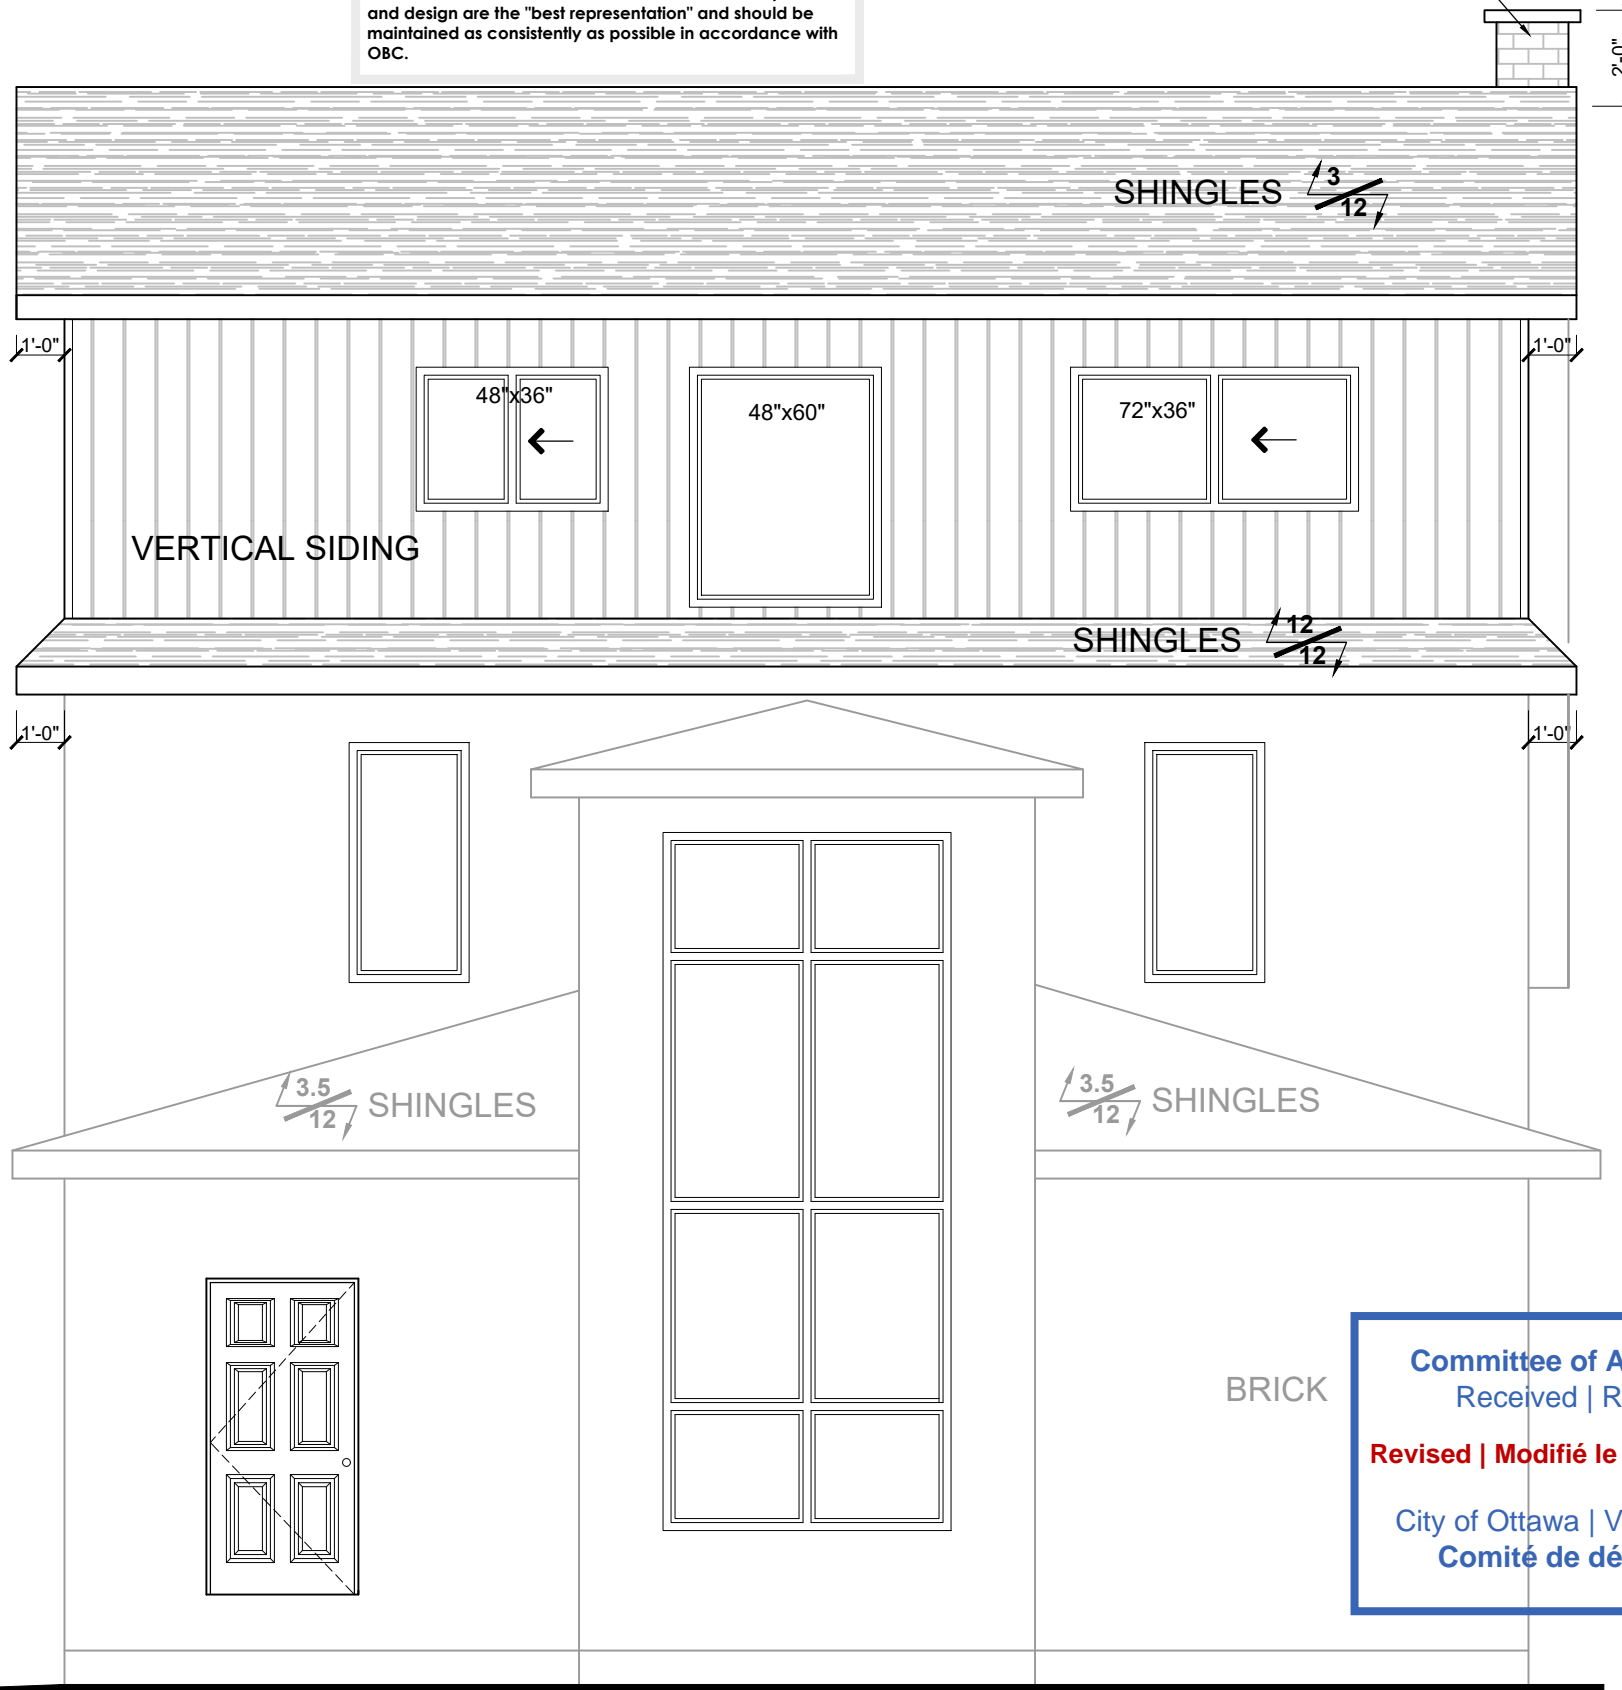 and design are the "best representation" and should be
maintained as consistently as possible in accordance with
OBC.
2'-0"
SHINGLES 3
12
1'-0"
1'-0"
48"x36"
48"x60"
72"x36"
VERTICAL SIDING
SHINGLES 12
12
1'-0"
1'-0"
3.5
12 SHINGLES
3.5
12 SHINGLES
BRICK
Committee of A
Received | R
Revised | Modifié le
City of Ottawa | V
Comité de dé